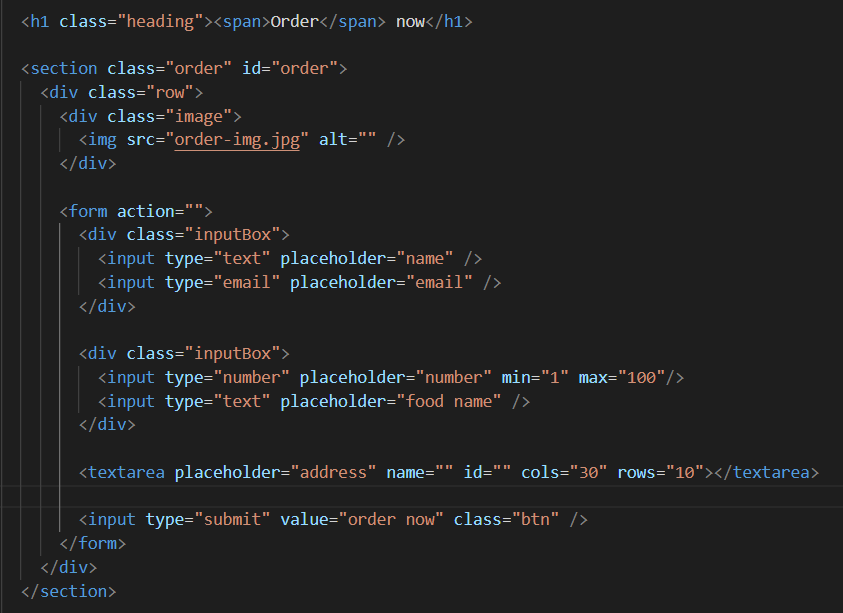 <h1 class="heading"><span>Order</span> now</h1>
<section class="order" id="order">
<div class="row">
<div class="image">
<img src="order-img.jpg" alt="" />
</div>
<form action="">
<div class="inputBox">
<input type="text" placeholder="name" />
<input type="email" placeholder="email" />
</div>
<div class="inputBox">
<input type="number" placeholder="number" min="1" max="100"/>
<input type="text" placeholder="food name" />
</div>
<textarea placeholder="address" name="" id="" cols="30" rows="10"></textarea>
<input type="submit" value="order now" class="btn" />
</form>
</div>
</section>